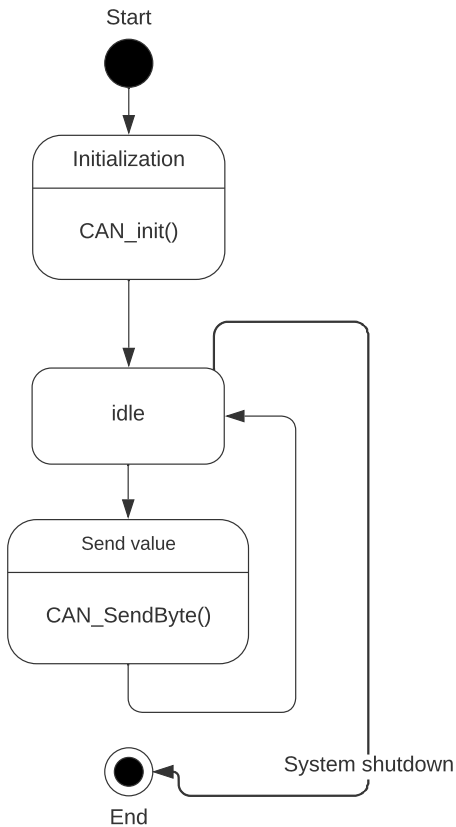 Start
Initialization
CAN_init()
idle
Send value
CAN_SendByte()
System shutdown
End